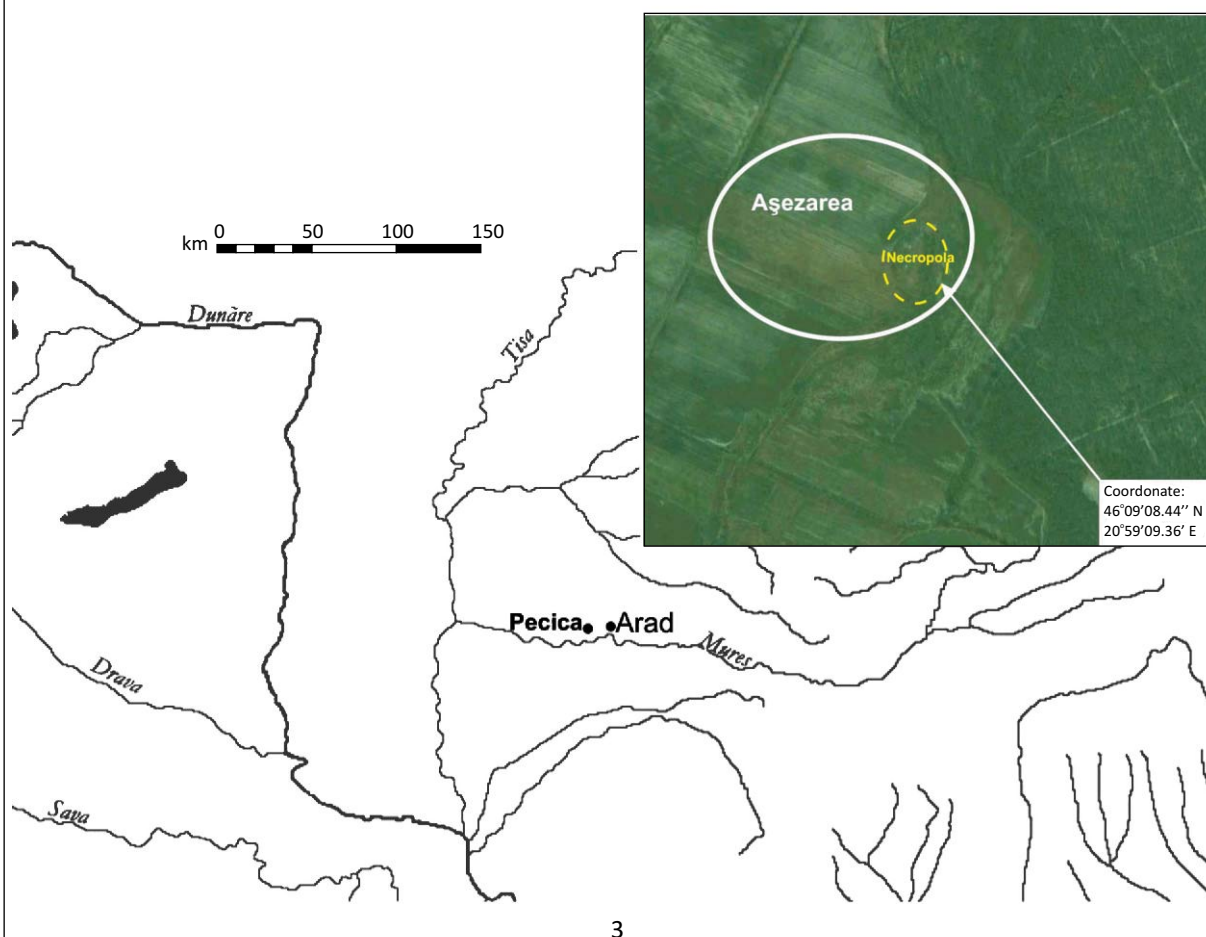 Aşezarea
Necropola
km 0 50 100 150
Dunăre
Tisa
Coordonate:
46°09'08.44'' N
20°59'09.36' E
Pecica Arad
Mures
Drava
Sava
3